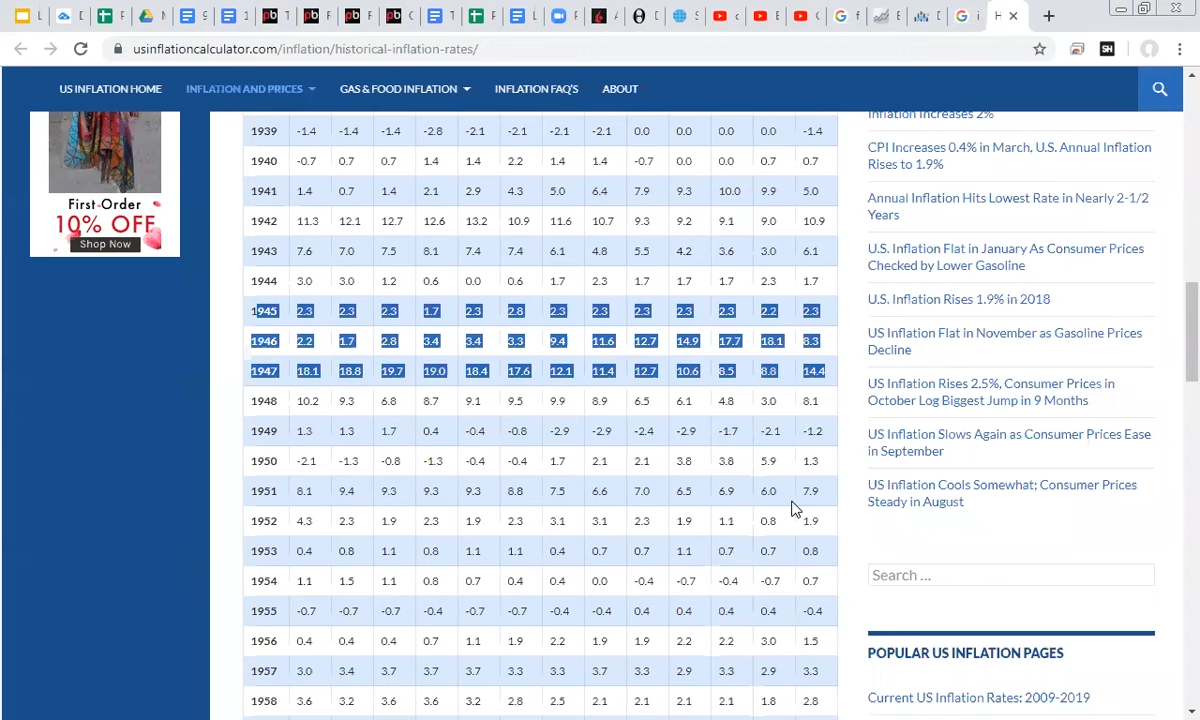 usinflationcalculator.com/inflation/historical-inflation-rates/
SH
US INFLATION HOME INFLATION AND PRICES GAS & FOOD INFLATION INFLATION FAQ'S ABOUT
First Order
10% OFF
Shop Now
1939 -1.4 -1.4 -1.4 -2.8 -2.1 -2.1 -2.1 -2.1 0.0 0.0 0.0 0.0 -1.4
1940 -0.7 0.7 0.7 1.4 1.4 2.2 1.4 1.4 -0.7 0.0 0.0 0.7 0.7
1941 1.4 0.7 1.4 2.1 2.9 4.3 5.0 6.4 7.9 9.3 10.0 9.9 5.0
1942 11.3 12.1 12.7 12.6 13.2 10.9 11.6 10.7 9.3 9.2 9.1 9.0 10.9
1943 7.6 7.0 7.5 8.1 7.4 7.4 6.1 4.8 5.5 4.2 3.6 3.0 6.1
1944 3.0 3.0 1.2 0.6 0.0 0.6 1.7 2.3 1.7 1.7 1.7 2.3 1.7
1945 2.3 2.3 2.3 1.7 2.3 2.8 2.3 2.3 2.3 2.3 2.3 2.2 2.3
1946 2.2 1.7 2.8 3.4 3.4 3.3 9.4 11.6 12.7 14.9 17.7 18.1 8.3
1947 18.1 18.8 19.7 19.0 18.4 17.6 12.1 11.4 12.7 10.6 8.5 8.8 14.4
1948 10.2 9.3 6.8 8.7 9.1 9.5 9.9 8.9 6.5 6.1 4.8 3.0 8.1
1949 1.3 1.3 1.7 0.4 -0.4 -0.8 -2.9 -2.9 -2.4 -2.9 -1.7 -2.1 -1.2
1950 -2.1 -1.3 -0.8 -1.3 -0.4 -0.4 1.7 2.1 2.1 3.8 3.8 5.9 1.3
1951 8.1 9.4 9.3 9.3 9.3 8.8 7.5 6.6 7.0 6.5 6.9 6.0 7.9
1952 4.3 2.3 1.9 2.3 1.9 2.3 3.1 3.1 2.3 1.9 1.1 0.8 1.9
1953 0.4 0.8 1.1 0.8 1.1 1.1 0.4 0.7 0.7 1.1 0.7 0.7 0.8
1954 1.1 1.5 1.1 0.8 0.7 0.4 0.4 0.0 -0.4 -0.7 -0.4 -0.7 0.7
1955 -0.7 -0.7 -0.7 -0.4 -0.7 -0.7 -0.4 -0.4 0.4 0.4 0.4 0.4 -0.4
1956 0.4 0.4 0.4 0.7 1.1 1.9 2.2 1.9 1.9 2.2 2.2 3.0 1.5
1957 3.0 3.4 3.7 3.7 3.7 3.3 3.3 3.7 3.3 2.9 3.3 2.9 3.3
1958 3.6 3.2 3.6 3.6 3.2 2.8 2.5 2.1 2.1 2.1 2.1 1.8 2.8
Inflation Increases 2%
CPI Increases 0.4% in March, U.S. Annual Inflation
Rises to 1.9%
Annual Inflation Hits Lowest Rate in Nearly 2-1/2
Years
U.S. Inflation Flat in January As Consumer Prices
Checked by Lower Gasoline
U.S. Inflation Rises 1.9% in 2018
US Inflation Flat in November as Gasoline Prices
Decline
US Inflation Rises 2.5%, Consumer Prices in
October Log Biggest Jump in 9 Months
US Inflation Slows Again as Consumer Prices Ease
in September
US Inflation Cools Somewhat; Consumer Prices
Steady in August
Search ...
POPULAR US INFLATION PAGES
Current US Inflation Rates: 2009-2019